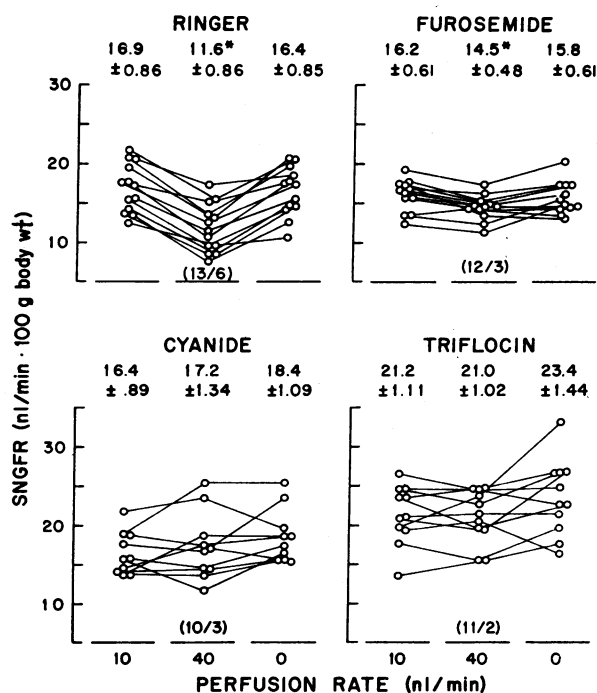 RINGER FUROSEMIDE
16.9 11.6* 16.4 16.2 14.5* 15.8
±0.86 ±0.86 ±0.85 ±0.61 ±0.48 ±0.61
30
20
10
(13/6) (12/3)
CYANIDE TRIFLOCIN
16.4 17.2 18.4 21.2 21.0 23.4
±.89 ±1.34 ±1.09 ±1.11 ±1.02 ±1.44
30
20
10
(10/3) (11/2)
10 40 0 10 40 0
PERFUSION RATE (nl/min)
SNGFR (nl/min · 100 g body wt)